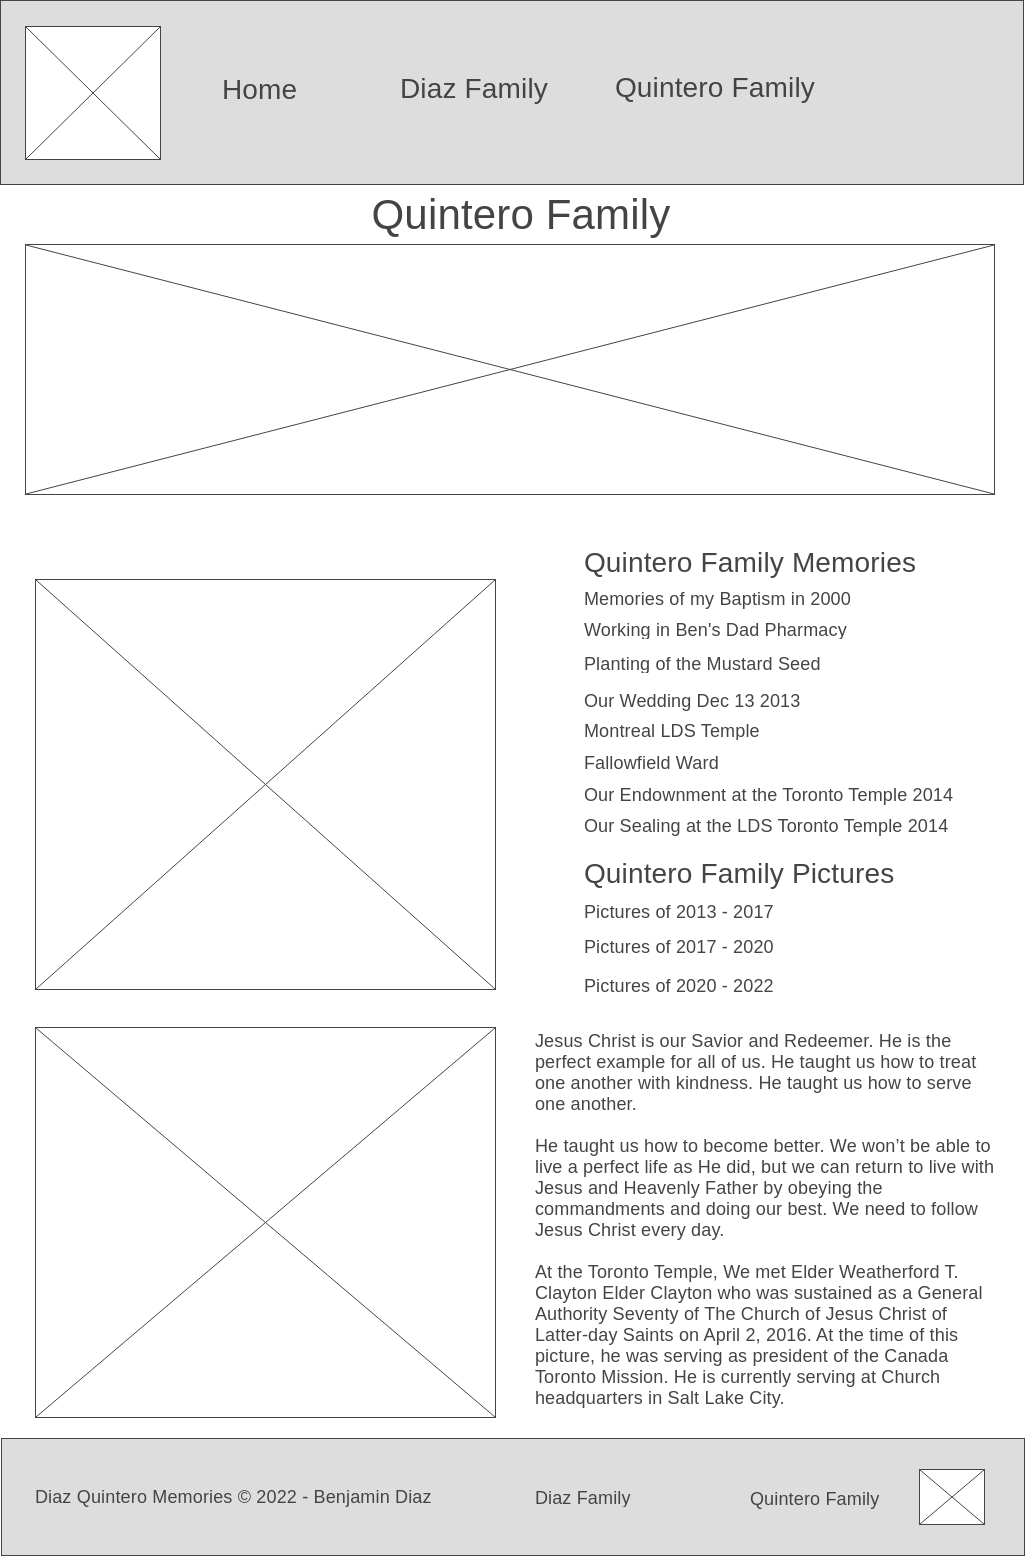 Home
Diaz Family
Quintero Family
Quintero Family
Quintero Family Memories
Memories of my Baptism in 2000
Working in Ben's Dad Pharmacy
Planting of the Mustard Seed
Our Wedding Dec 13 2013
Montreal LDS Temple
Fallowfield Ward
Our Endownment at the Toronto Temple 2014
Our Sealing at the LDS Toronto Temple 2014
Quintero Family Pictures
Pictures of 2013 - 2017
Pictures of 2017 - 2020
Pictures of 2020 - 2022
Jesus Christ is our Savior and Redeemer. He is the
perfect example for all of us. He taught us how to treat
one another with kindness. He taught us how to serve
one another.
He taught us how to become better. We won’t be able to
live a perfect life as He did, but we can return to live with
Jesus and Heavenly Father by obeying the
commandments and doing our best. We need to follow
Jesus Christ every day.
At the Toronto Temple, We met Elder Weatherford T.
Clayton Elder Clayton who was sustained as a General
Authority Seventy of The Church of Jesus Christ of
Latter-day Saints on April 2, 2016. At the time of this
picture, he was serving as president of the Canada
Toronto Mission. He is currently serving at Church
headquarters in Salt Lake City.
Diaz Quintero Memories © 2022 - Benjamin Diaz
Diaz Family
Quintero Family